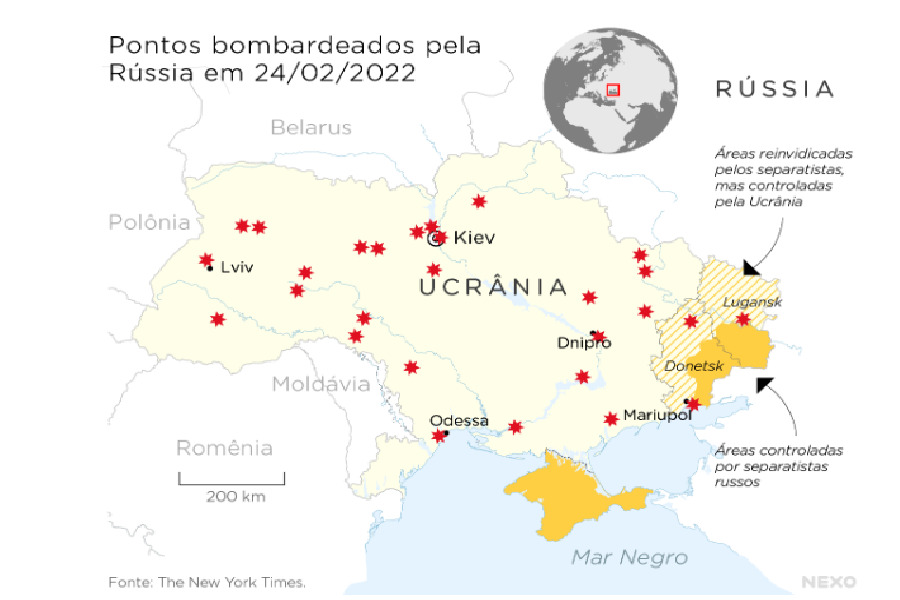 Pontos bombardeados pela
Rússia em 24/02/2022
RÚSSIA
Belarus
Áreas reinvidicadas
pelos separatistas,
mas controladas
pela Ucrânia
Polônia
Kiev
Lviv
UCRÂNIA
Lugansk
Dnipro
Donetsk
Moldávia
Mariupol
Odessa
Romênia
Áreas controladas
por separatistas
russos
200 km
Mar Negro
Fonte: The New York Times.
NEXO